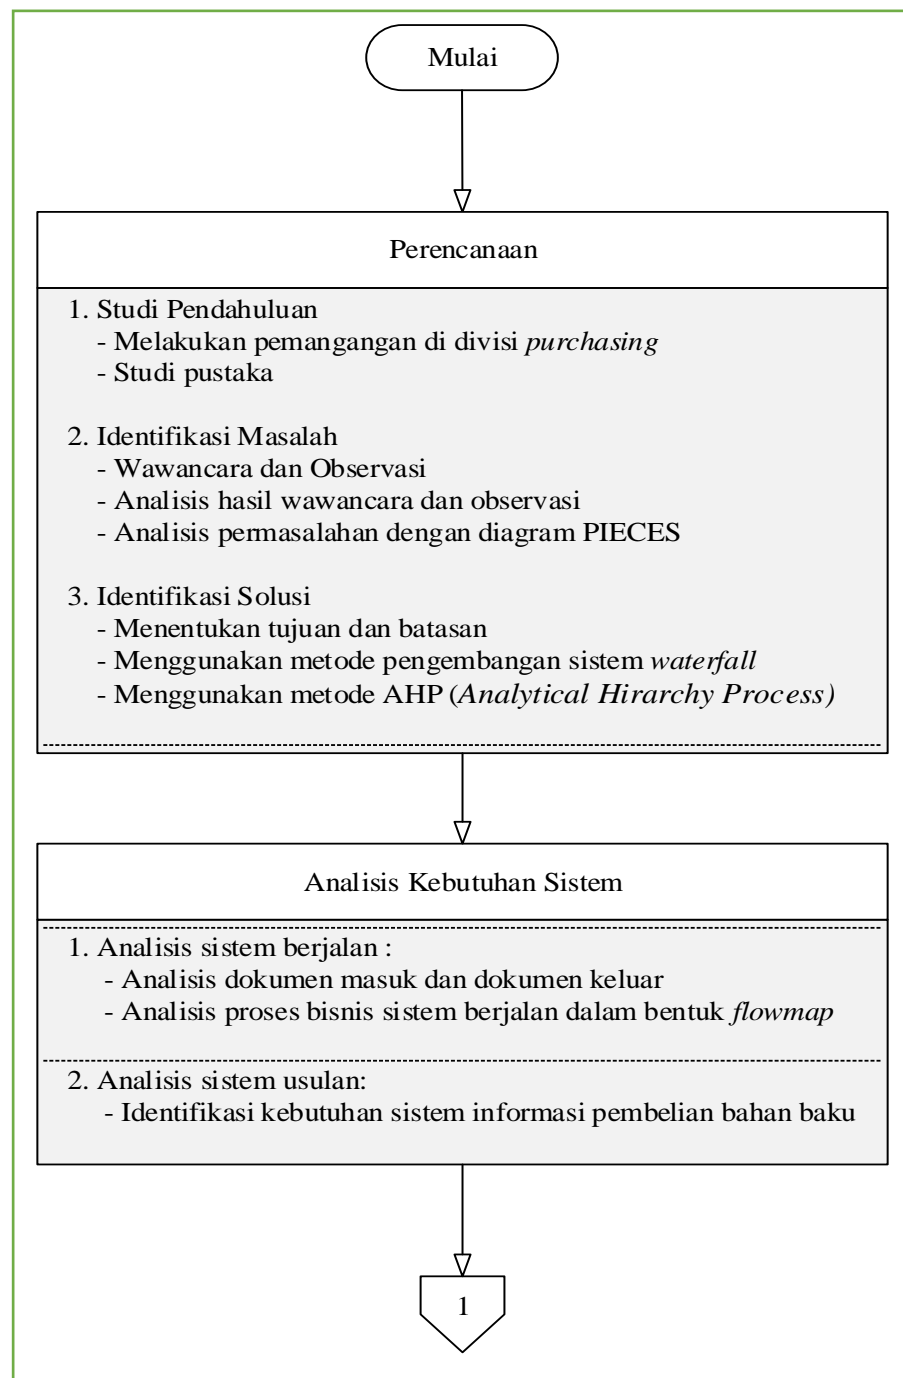 Mulai
Perencanaan
1. Studi Pendahuluan
- Melakukan pemangangan di divisi purchasing
- Studi pustaka
2. Identifikasi Masalah
- Wawancara dan Observasi
- Analisis hasil wawancara dan observasi
- Analisis permasalahan dengan diagram PIECES
3. Identifikasi Solusi
- Menentukan tujuan dan batasan
- Menggunakan metode pengembangan sistem waterfall
- Menggunakan metode AHP (Analytical Hirarchy Process)
Analisis Kebutuhan Sistem
1. Analisis sistem berjalan :
- Analisis dokumen masuk dan dokumen keluar
- Analisis proses bisnis sistem berjalan dalam bentuk flowmap
2. Analisis sistem usulan:
- Identifikasi kebutuhan sistem informasi pembelian bahan baku
1